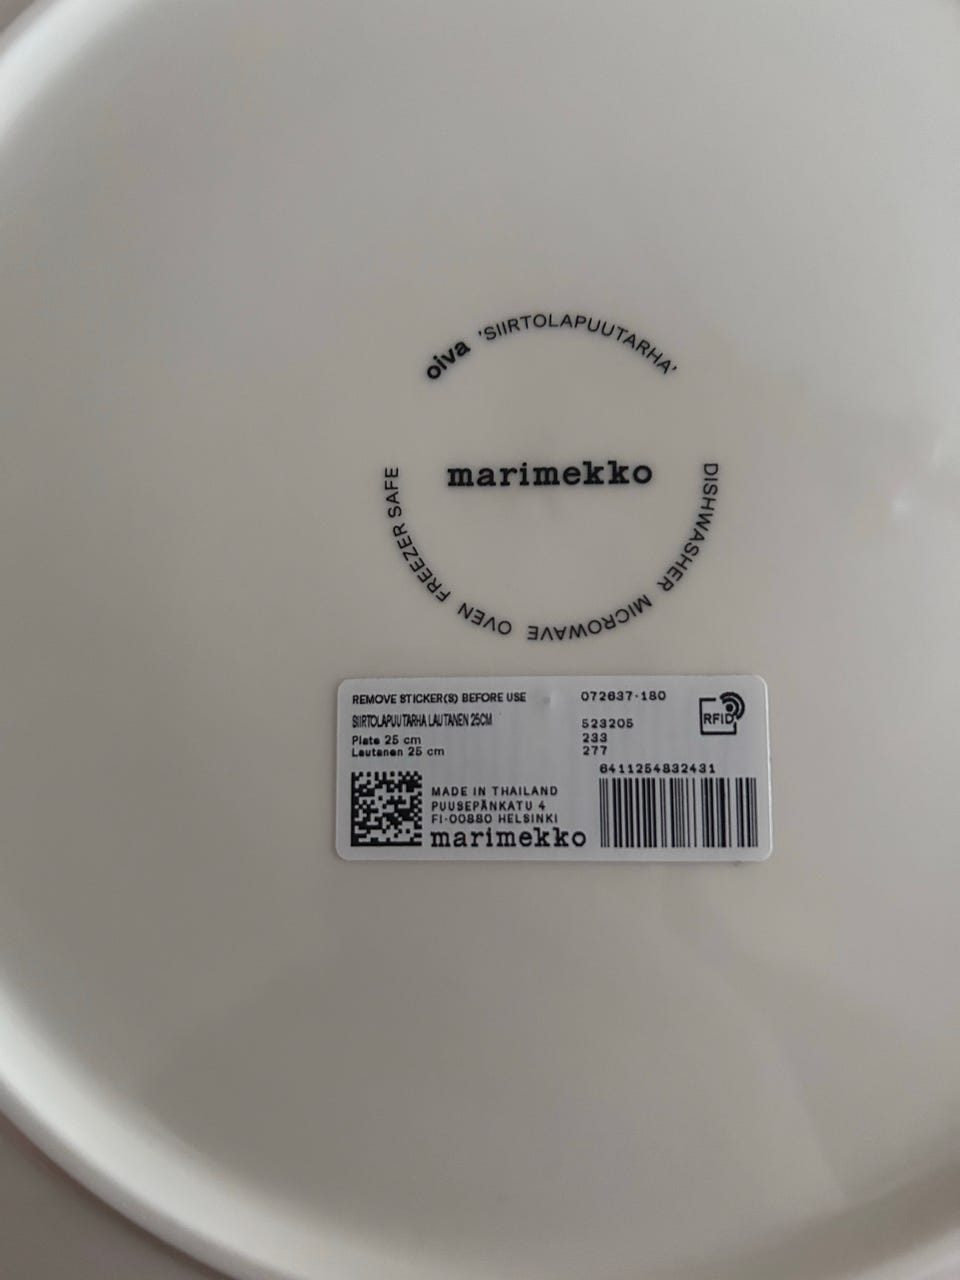 oiva 'SIIRTOLAPUUTARHA'
marimekko
DISHWASHER MICROWAVE OVEN FREEZER SAFE
REMOVE STICKER(S) BEFORE USE
SIIRTOLAPUUTARHA LAUTANEN 25CM
Plate 25 cm
Lautanen 25 cm
072637-180
523205
233
277
RFID
6411254832431
MADE IN THAILAND
PUUSEPÄNKATU 4
FI-00880 HELSINKI
marimekko